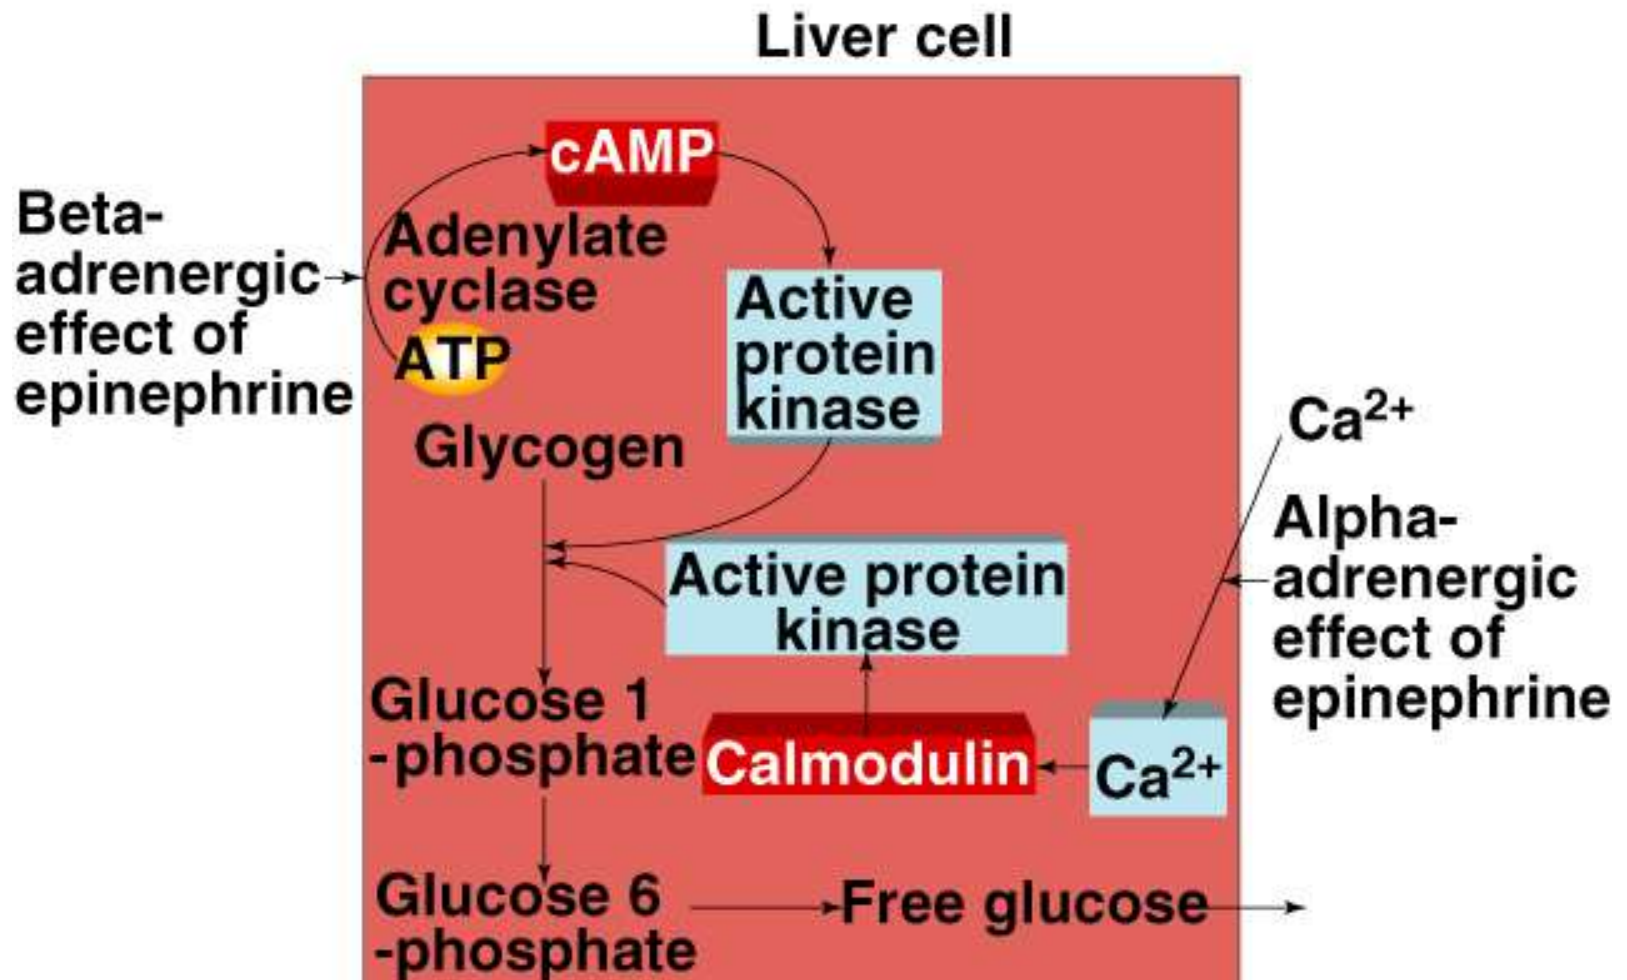 Liver cell
cAMP
Beta-
adrenergic
effect of
epinephrine
Adenylate
cyclase
ATP
Active
protein
kinase
Glycogen
Ca²⁺
Alpha-
adrenergic
effect of
epinephrine
Active protein
kinase
Glucose 1
-phosphate
Calmodulin
Ca²⁺
Glucose 6
-phosphate
Free glucose